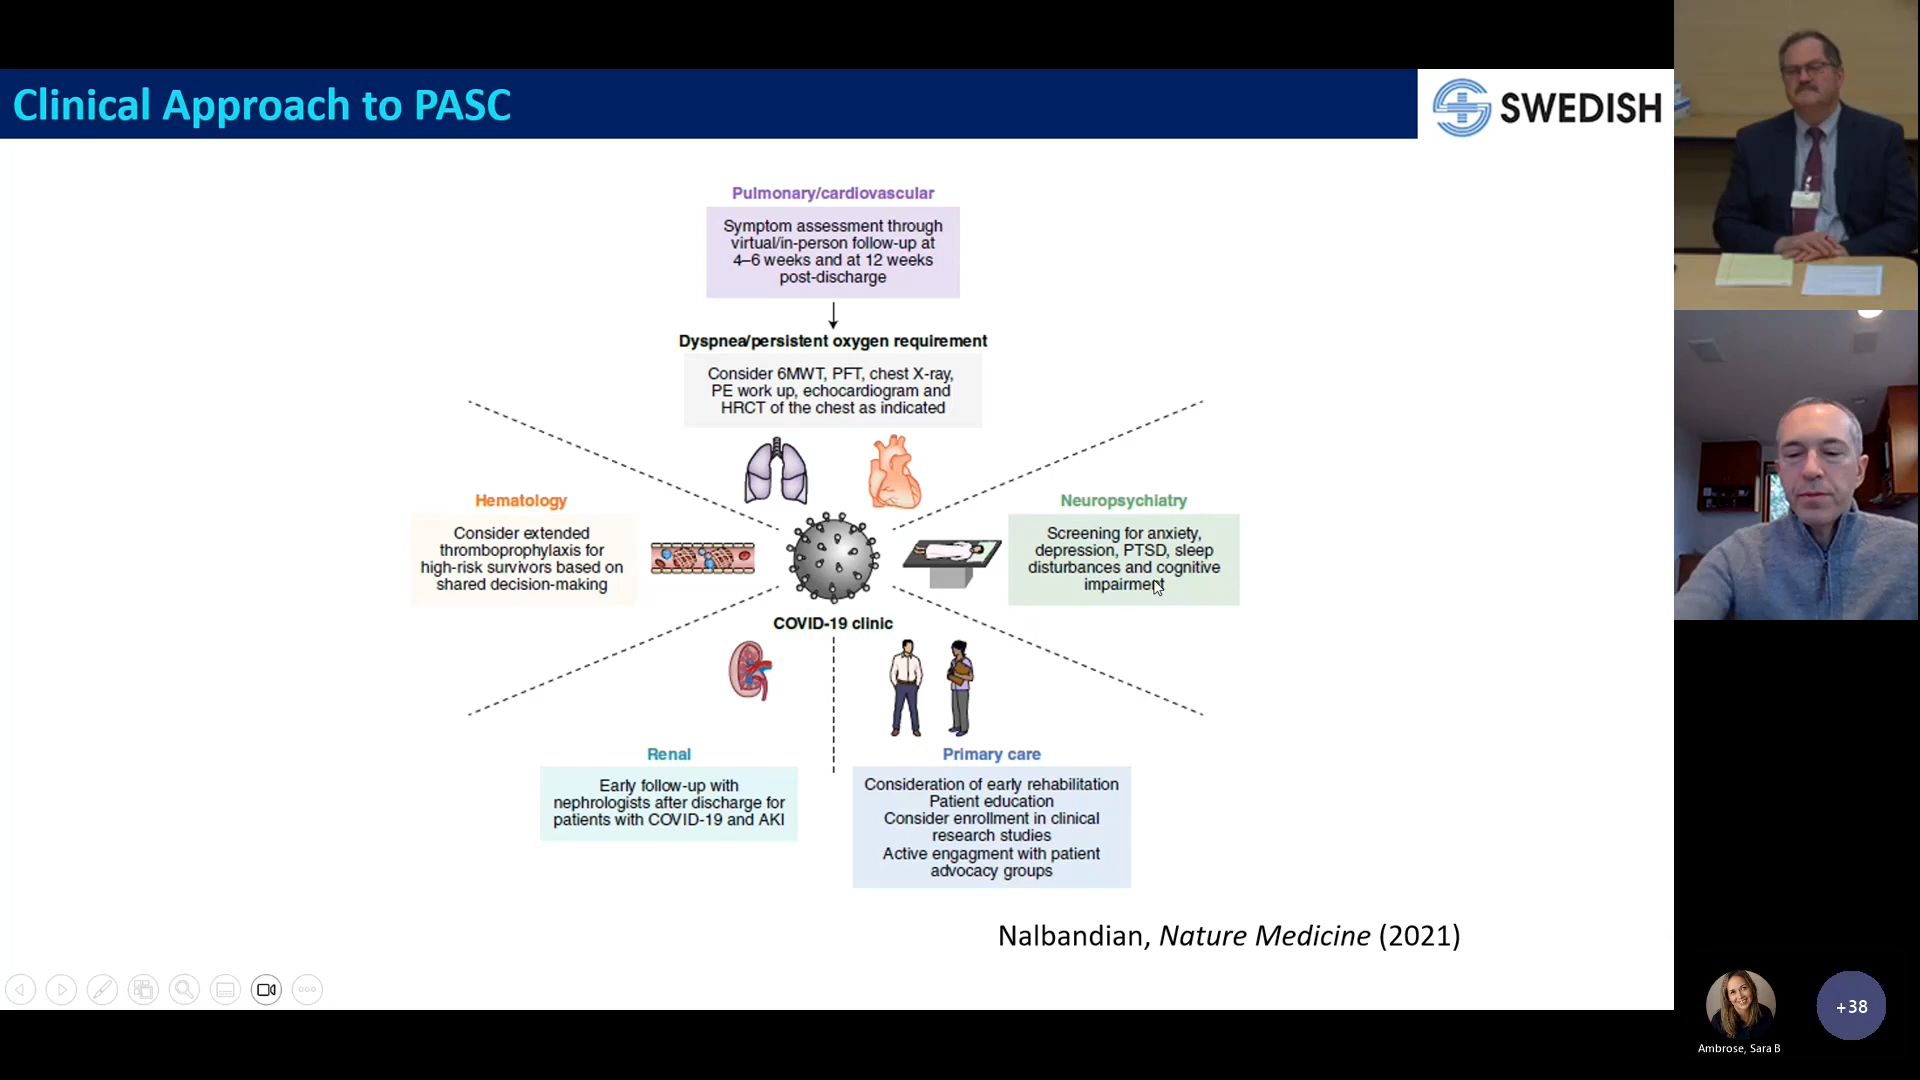 Clinical Approach to PASC
SWEDISH
Pulmonary/cardiovascular
Symptom assessment through
virtual/in-person follow-up at
4–6 weeks and at 12 weeks
post-discharge
Dyspnea/persistent oxygen requirement
Consider 6MWT, PFT, chest X-ray,
PE work up, echocardiogram and
HRCT of the chest as indicated
Hematology
Consider extended
thromboprophylaxis for
high-risk survivors based on
shared decision-making
Neuropsychiatry
Screening for anxiety,
depression, PTSD, sleep
disturbances and cognitive
impairment
COVID-19 clinic
Renal
Early follow-up with
nephrologists after discharge for
patients with COVID-19 and AKI
Primary care
Consideration of early rehabilitation
Patient education
Consider enrollment in clinical
research studies
Active engagment with patient
advocacy groups
Nalbandian, Nature Medicine (2021)
+38
Ambrose, Sara B